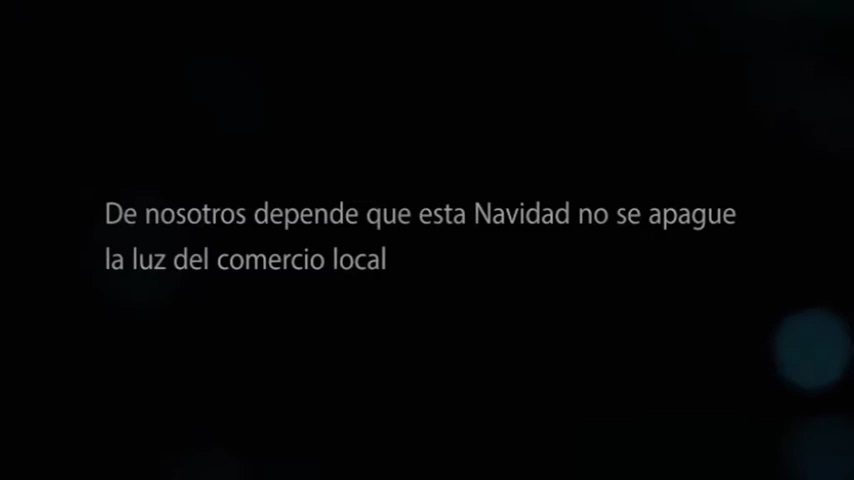 De nosotros depende que esta Navidad no se apague
la luz del comercio local